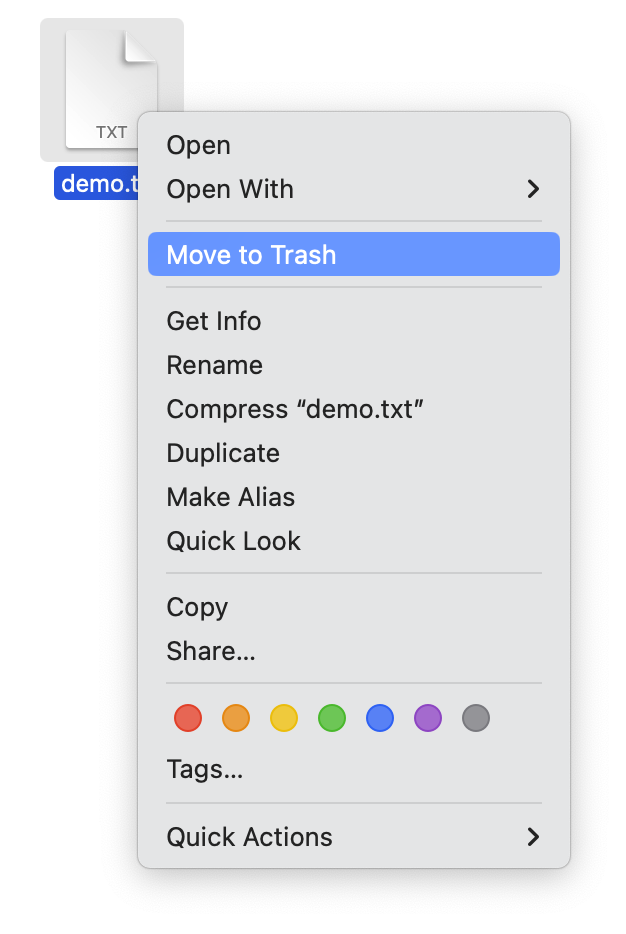 TXT
demo.t
Open
Open With
Move to Trash
Get Info
Rename
Compress “demo.txt”
Duplicate
Make Alias
Quick Look
Copy
Share...
Tags...
Quick Actions